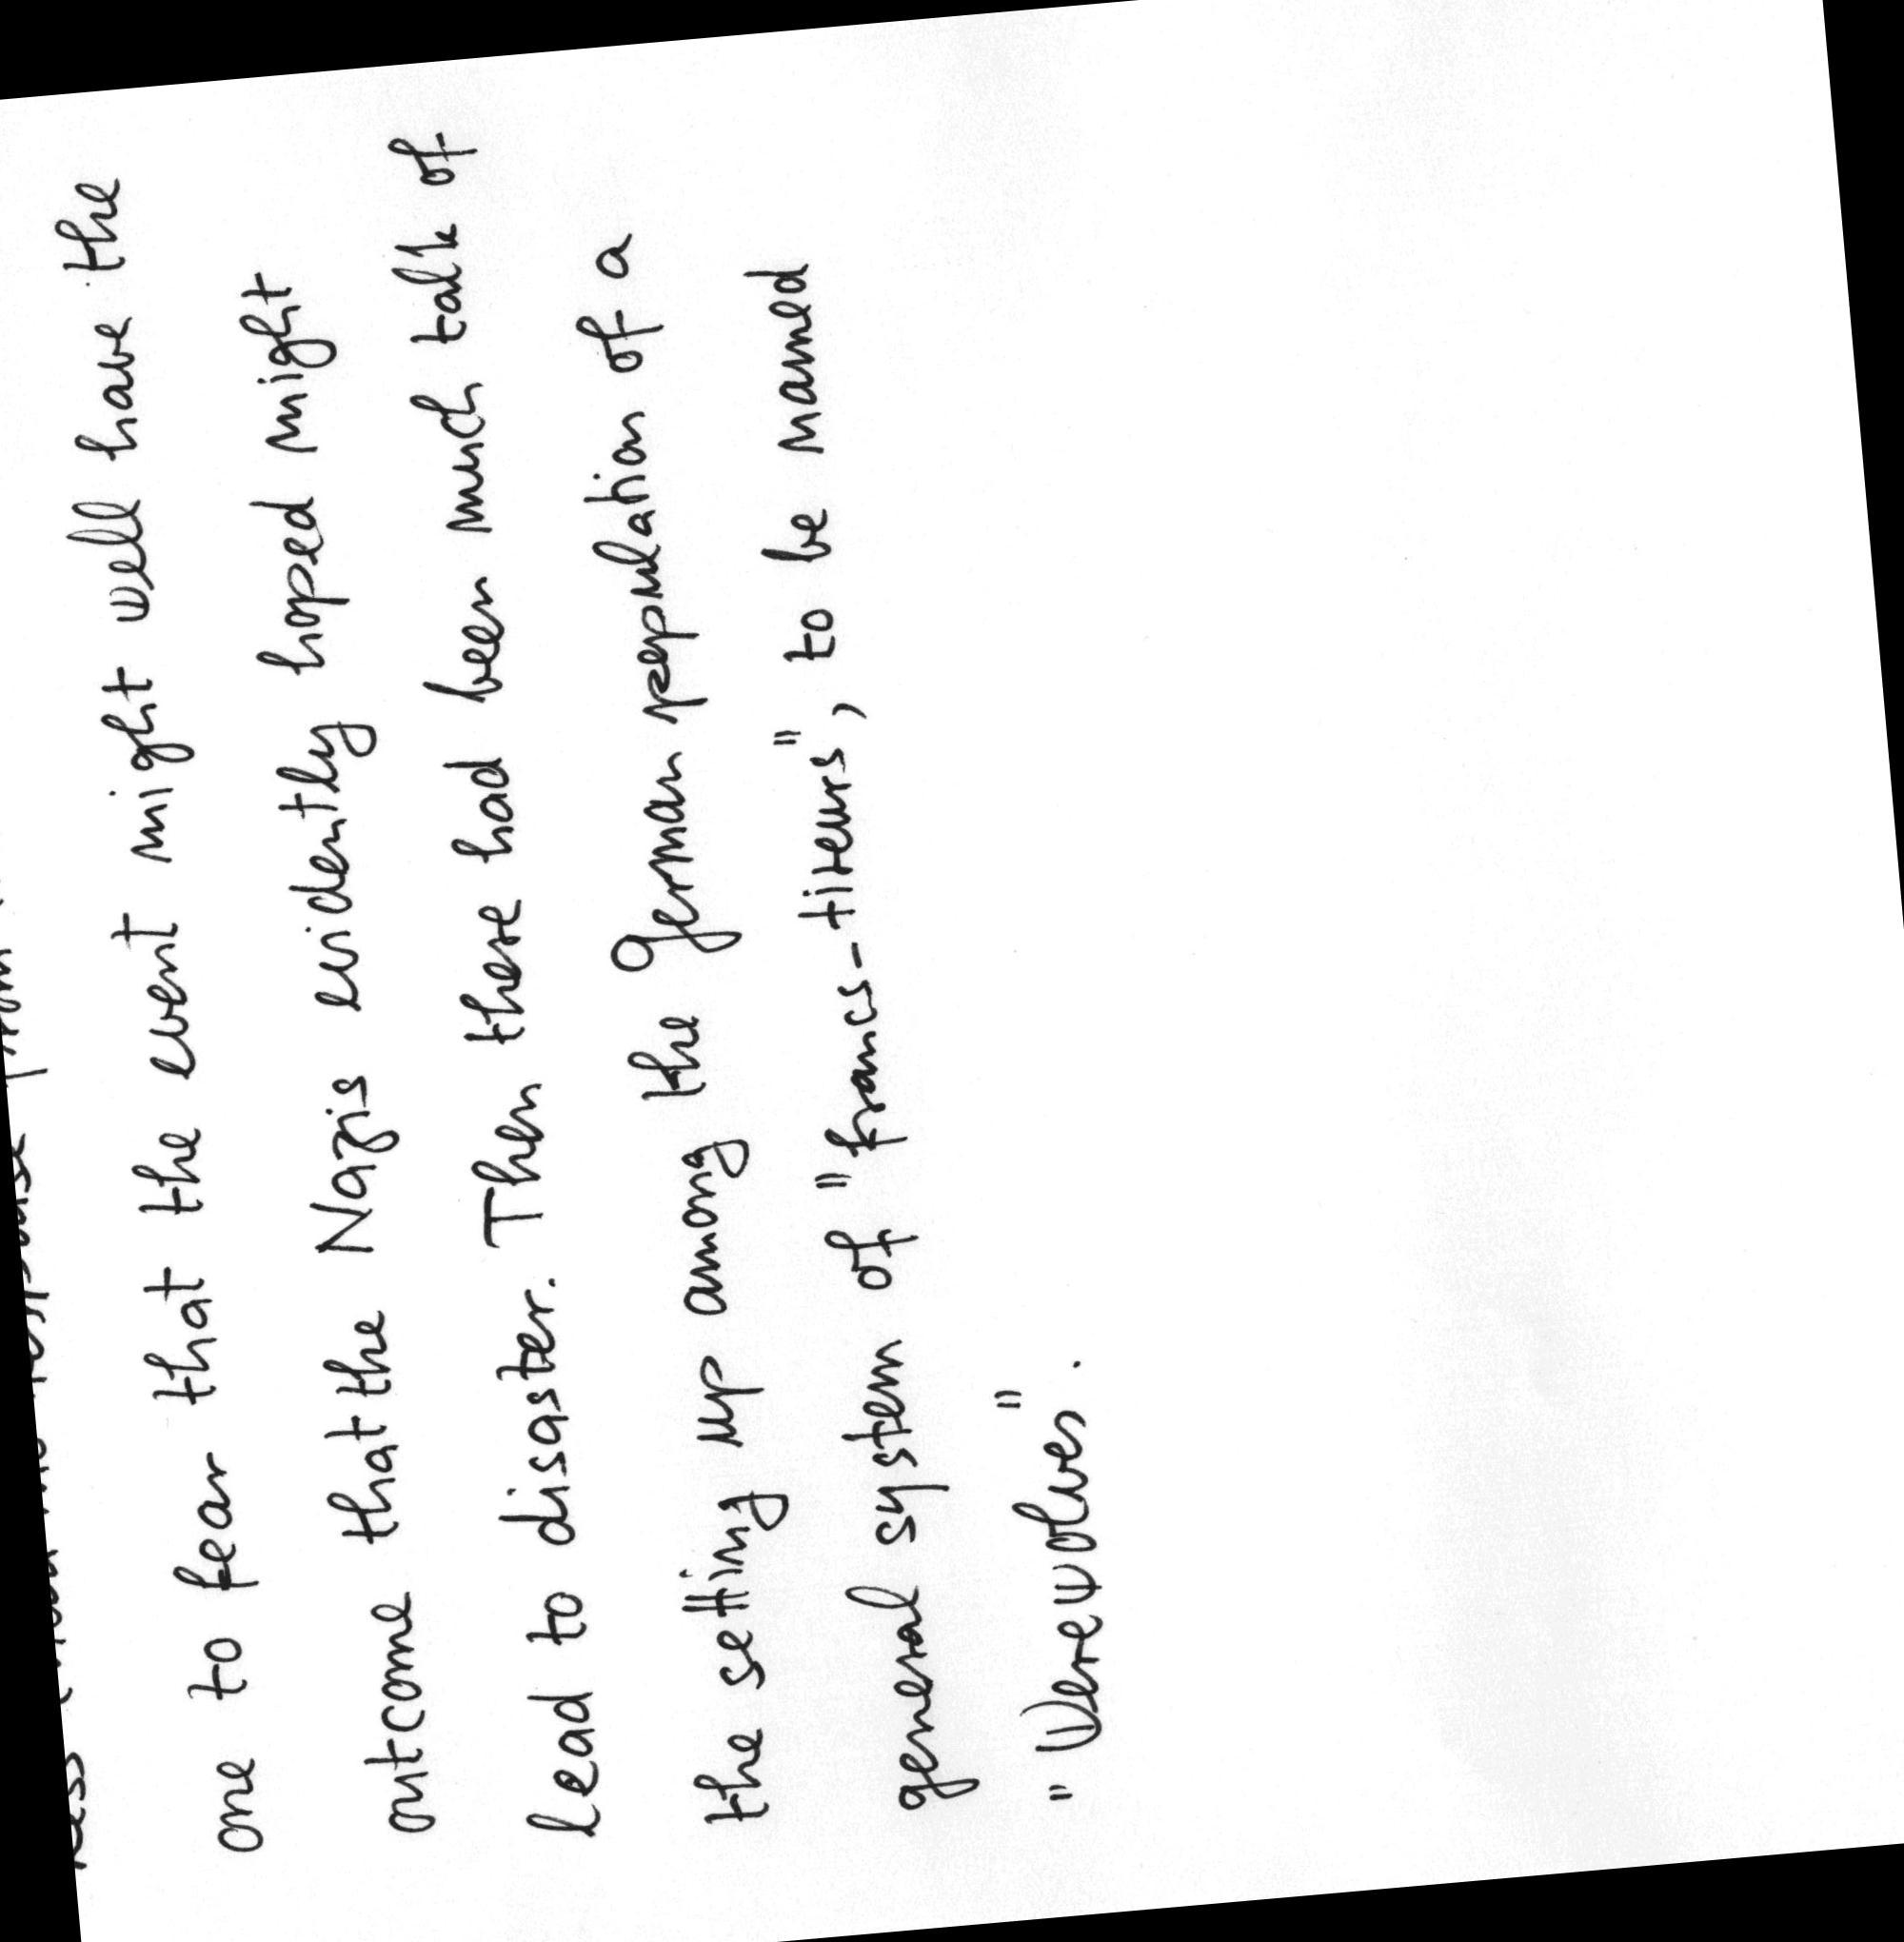 one to fear that the event might well have the
outcome that the Nazis evidently hoped might
lead to disaster. Then there had been much talk of
the setting up among the German population of a
general system of "francs-tireurs", to be named
"Werewolves".